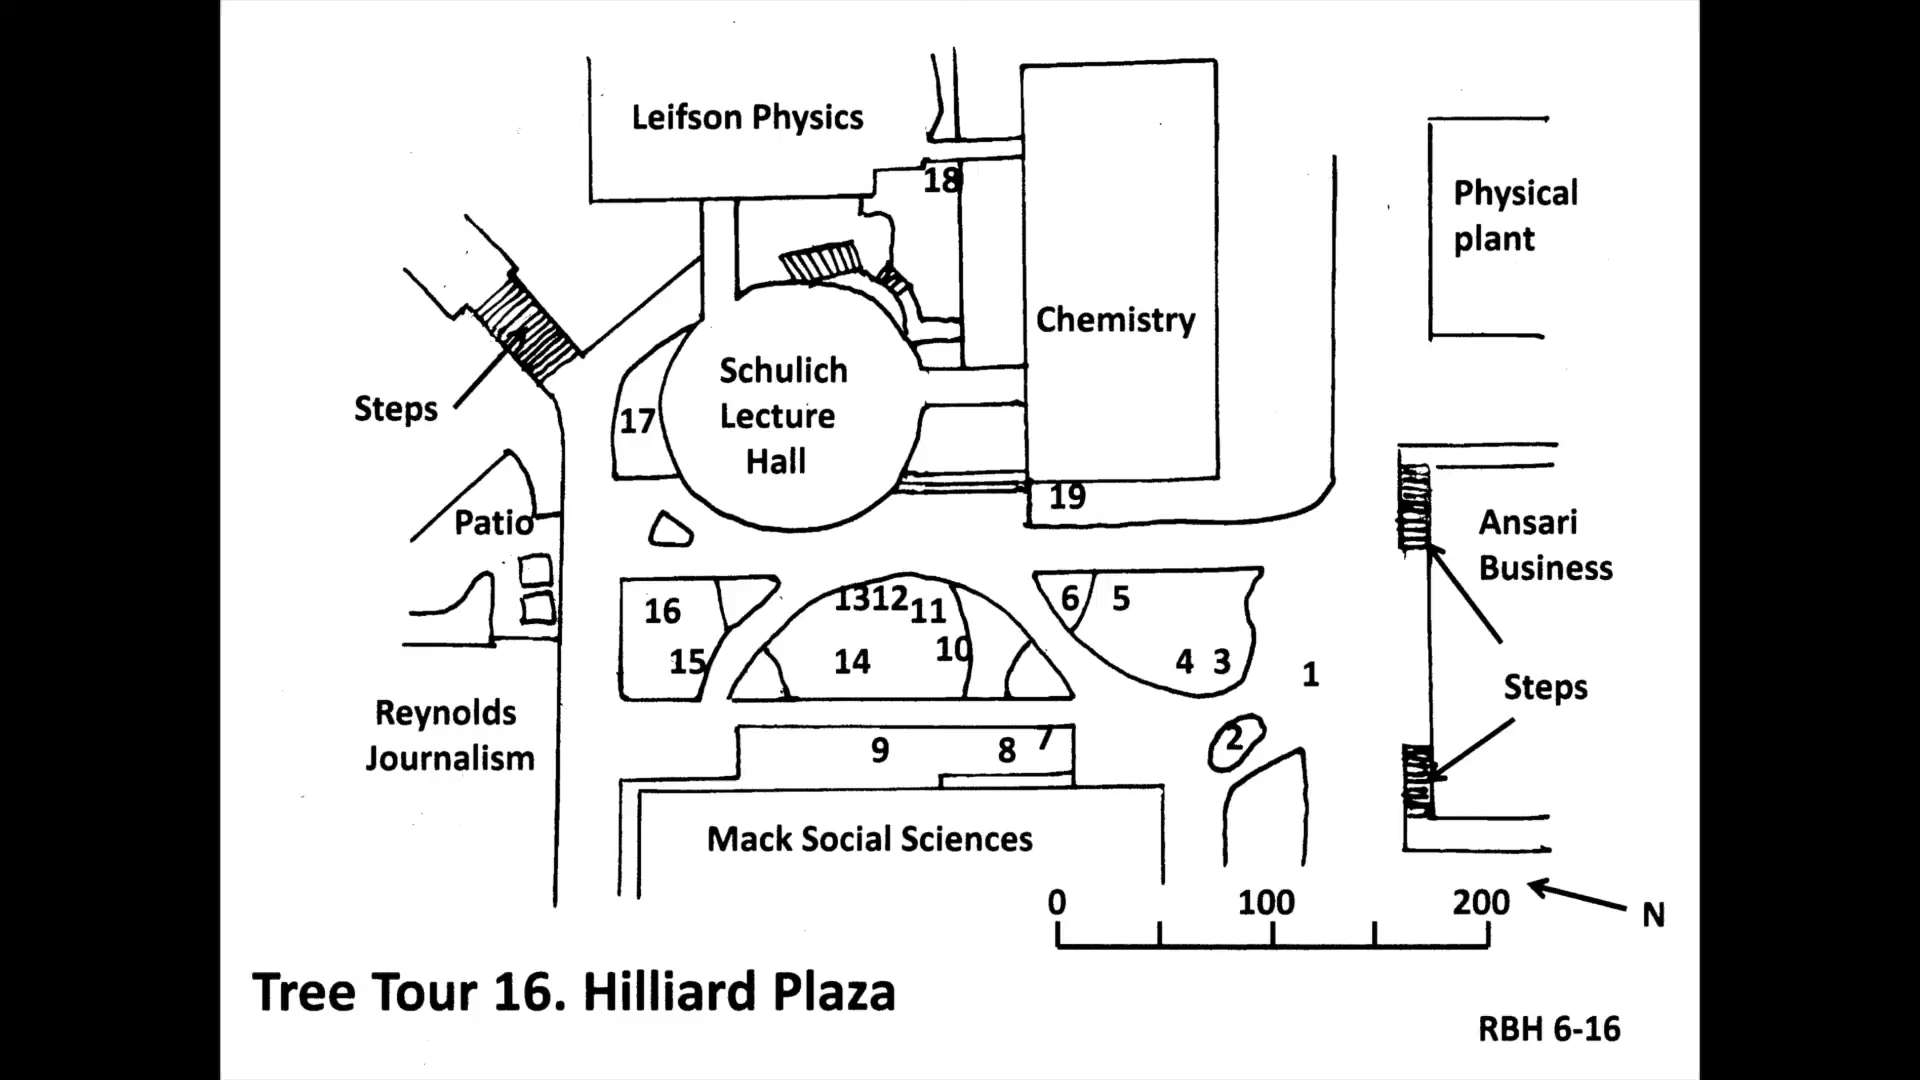 Leifson Physics
18
Physical
plant
Chemistry
Schulich
Lecture
Hall
Steps
17
19
Patio
Ansari
Business
16
15
13 12 11
10
14
6 5
4 3
1
Steps
Reynolds
Journalism
2
9
8
7
Mack Social Sciences
0 100 200
N
Tree Tour 16. Hilliard Plaza
RBH 6-16